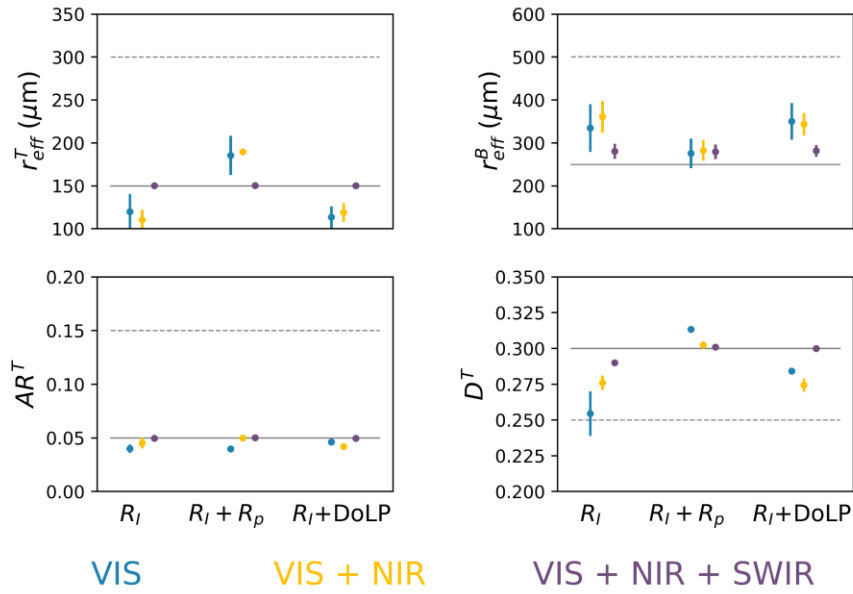 350
300
250
200
150
100
r^T_eff (μm)
600
500
400
300
200
100
r^B_eff (μm)
0.20
0.15
0.10
0.05
0.00
AR^T
R_I
R_I + R_p
R_I+DoLP
0.350
0.325
0.300
0.275
0.250
0.225
0.200
D^T
R_I
R_I + R_p
R_I+DoLP
VIS VIS + NIR VIS + NIR + SWIR